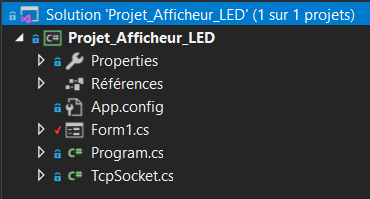 Solution 'Projet_Afficheur_LED' (1 sur 1 projets)
C# Projet_Afficheur_LED
Properties
Références
App.config
Form1.cs
C# Program.cs
C# TcpSocket.cs